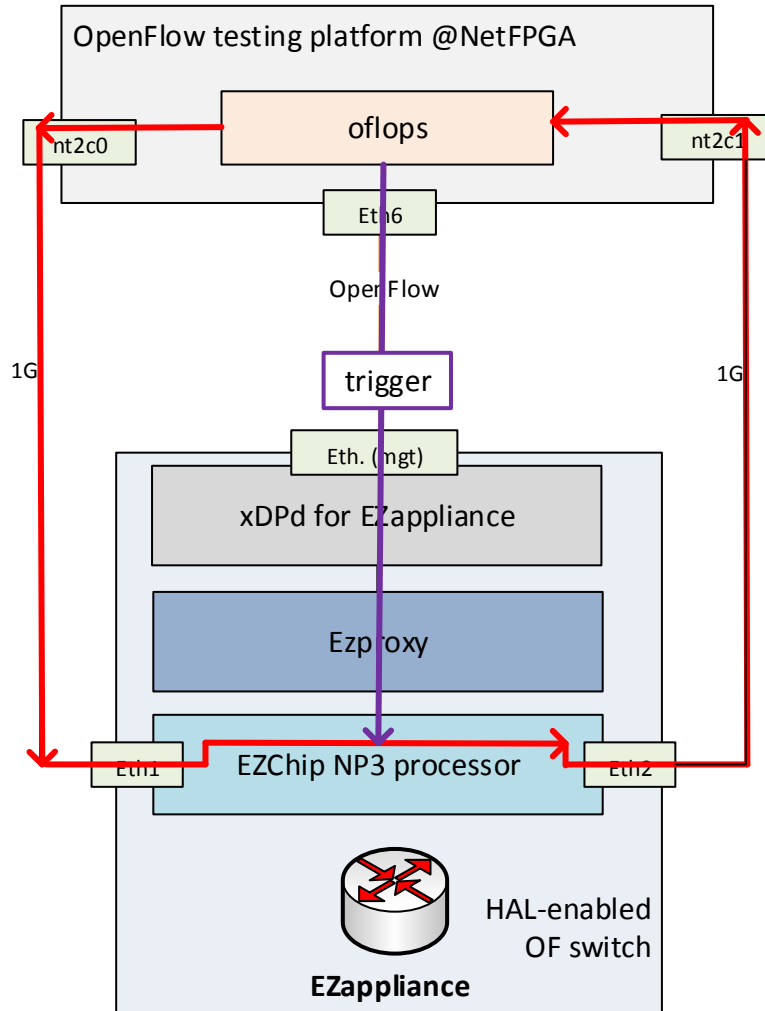 OpenFlow testing platform @NetFPGA
oflops
nt2c0
nt2c1
Eth6
OpenFlow
1G
1G
trigger
Eth. (mgt)
xDPd for EZappliance
Ezproxy
EZChip NP3 processor
Eth1
Eth2
HAL-enabled
OF switch
EZappliance